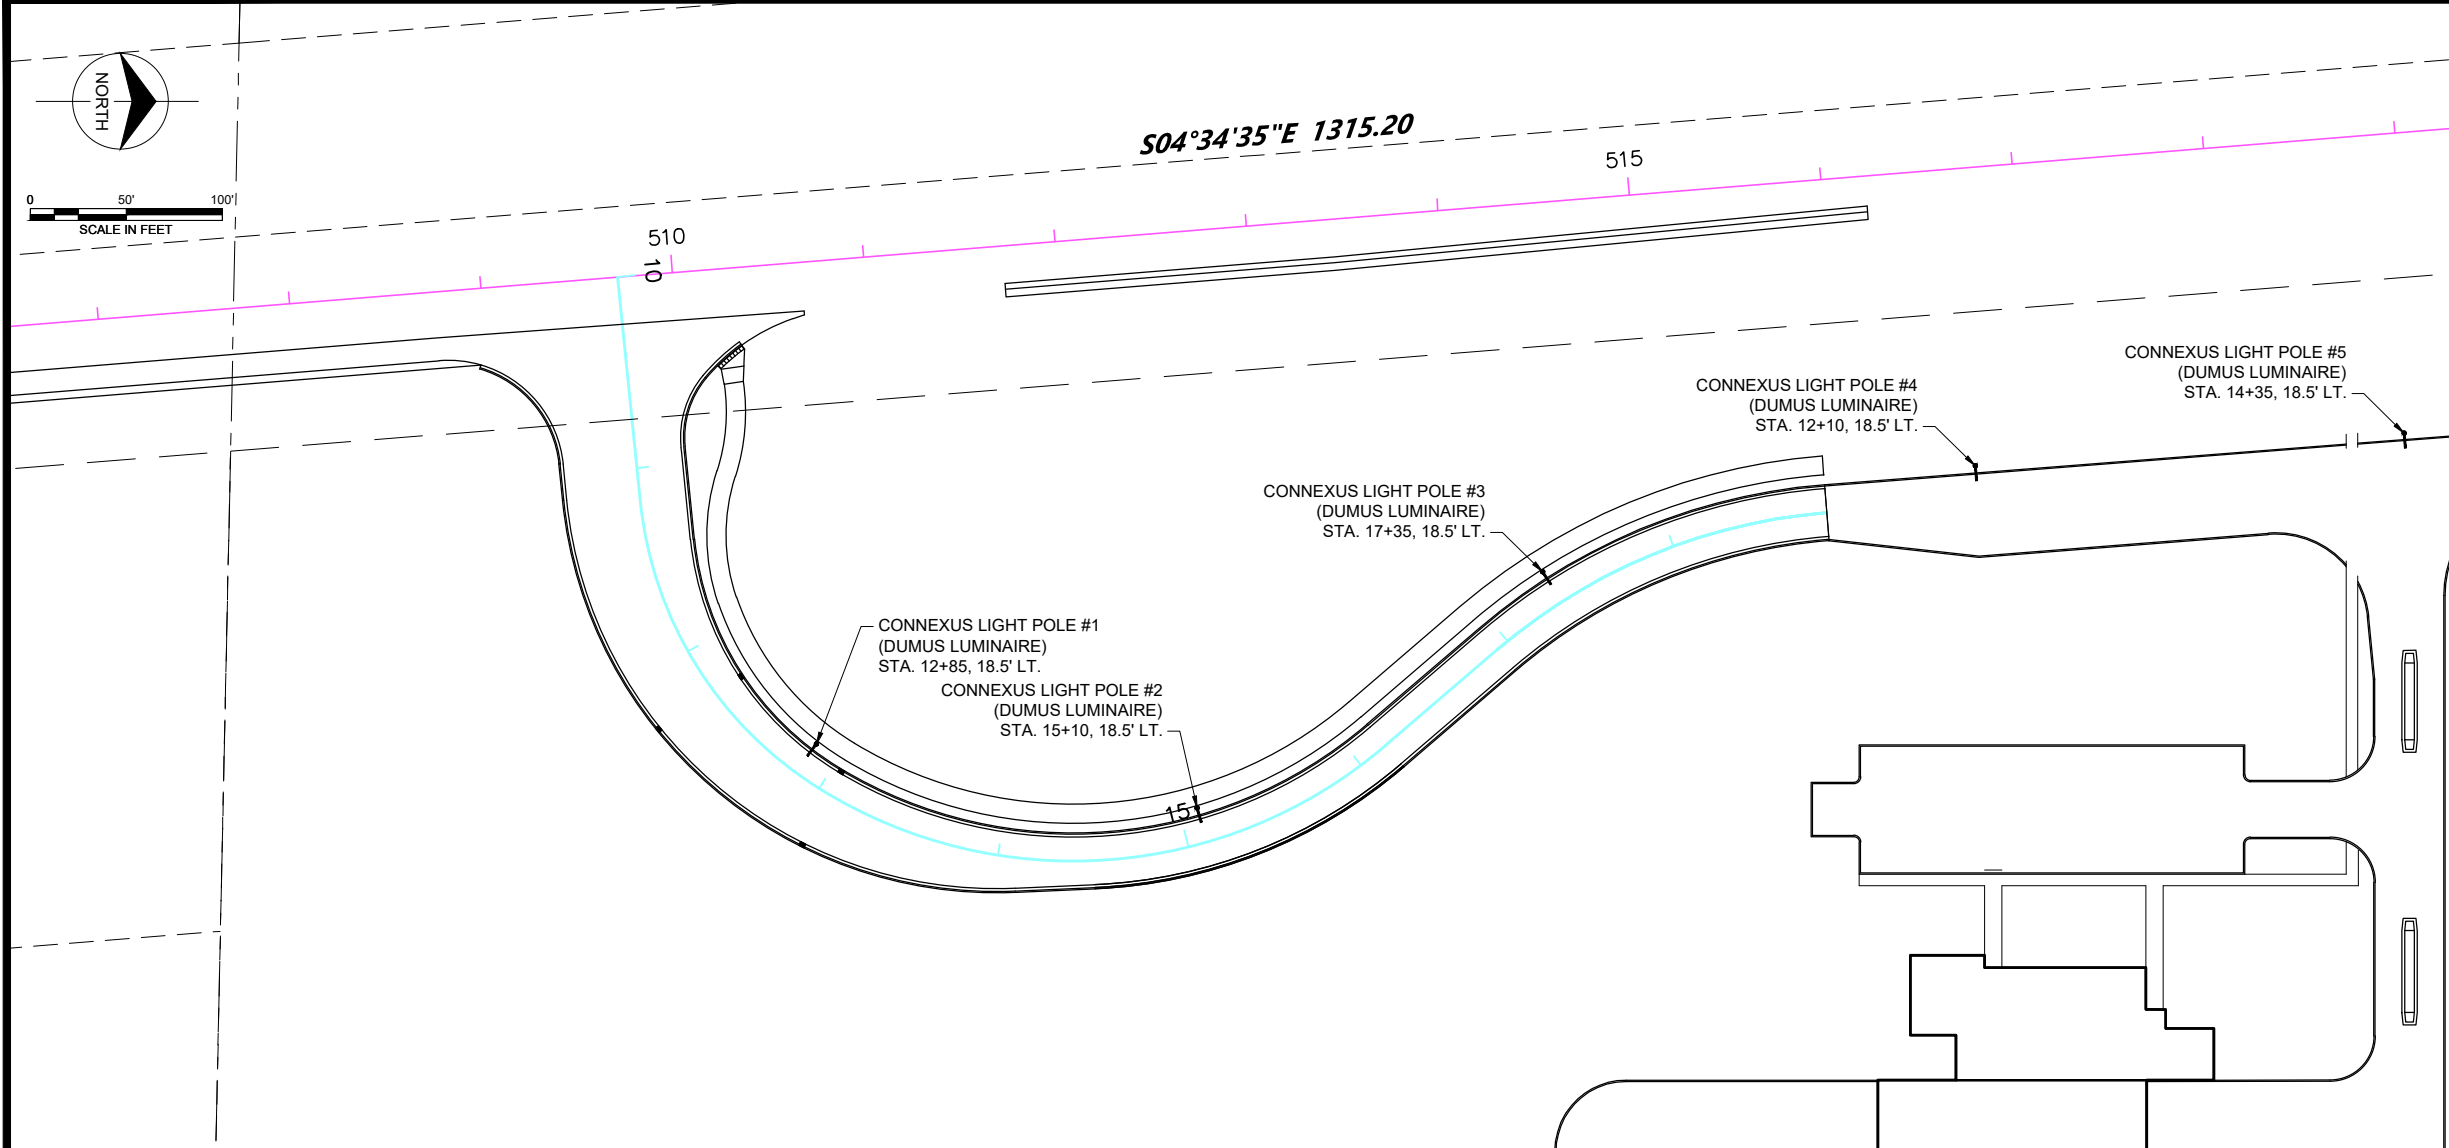 NORTH
0 50' 100'
SCALE IN FEET
S04°34'35"E 1315.20
515
510
10
CONNEXUS LIGHT POLE #5
(DUMUS LUMINAIRE)
STA. 14+35, 18.5' LT.
CONNEXUS LIGHT POLE #4
(DUMUS LUMINAIRE)
STA. 12+10, 18.5' LT.
CONNEXUS LIGHT POLE #3
(DUMUS LUMINAIRE)
STA. 17+35, 18.5' LT.
CONNEXUS LIGHT POLE #1
(DUMUS LUMINAIRE)
STA. 12+85, 18.5' LT.
CONNEXUS LIGHT POLE #2
(DUMUS LUMINAIRE)
STA. 15+10, 18.5' LT.
15